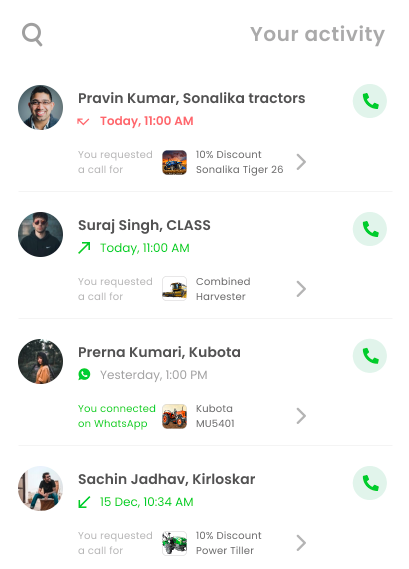 Your activity
Pravin Kumar, Sonalika tractors
Today, 11:00 AM
You requested
a call for
10% Discount
Sonalika Tiger 26
Suraj Singh, CLASS
Today, 11:00 AM
You requested
a call for
Combined
Harvester
Prerna Kumari, Kubota
Yesterday, 1:00 PM
You connected
on WhatsApp
Kubota
MU5401
Sachin Jadhav, Kirloskar
15 Dec, 10:34 AM
You requested
a call for
10% Discount
Power Tiller